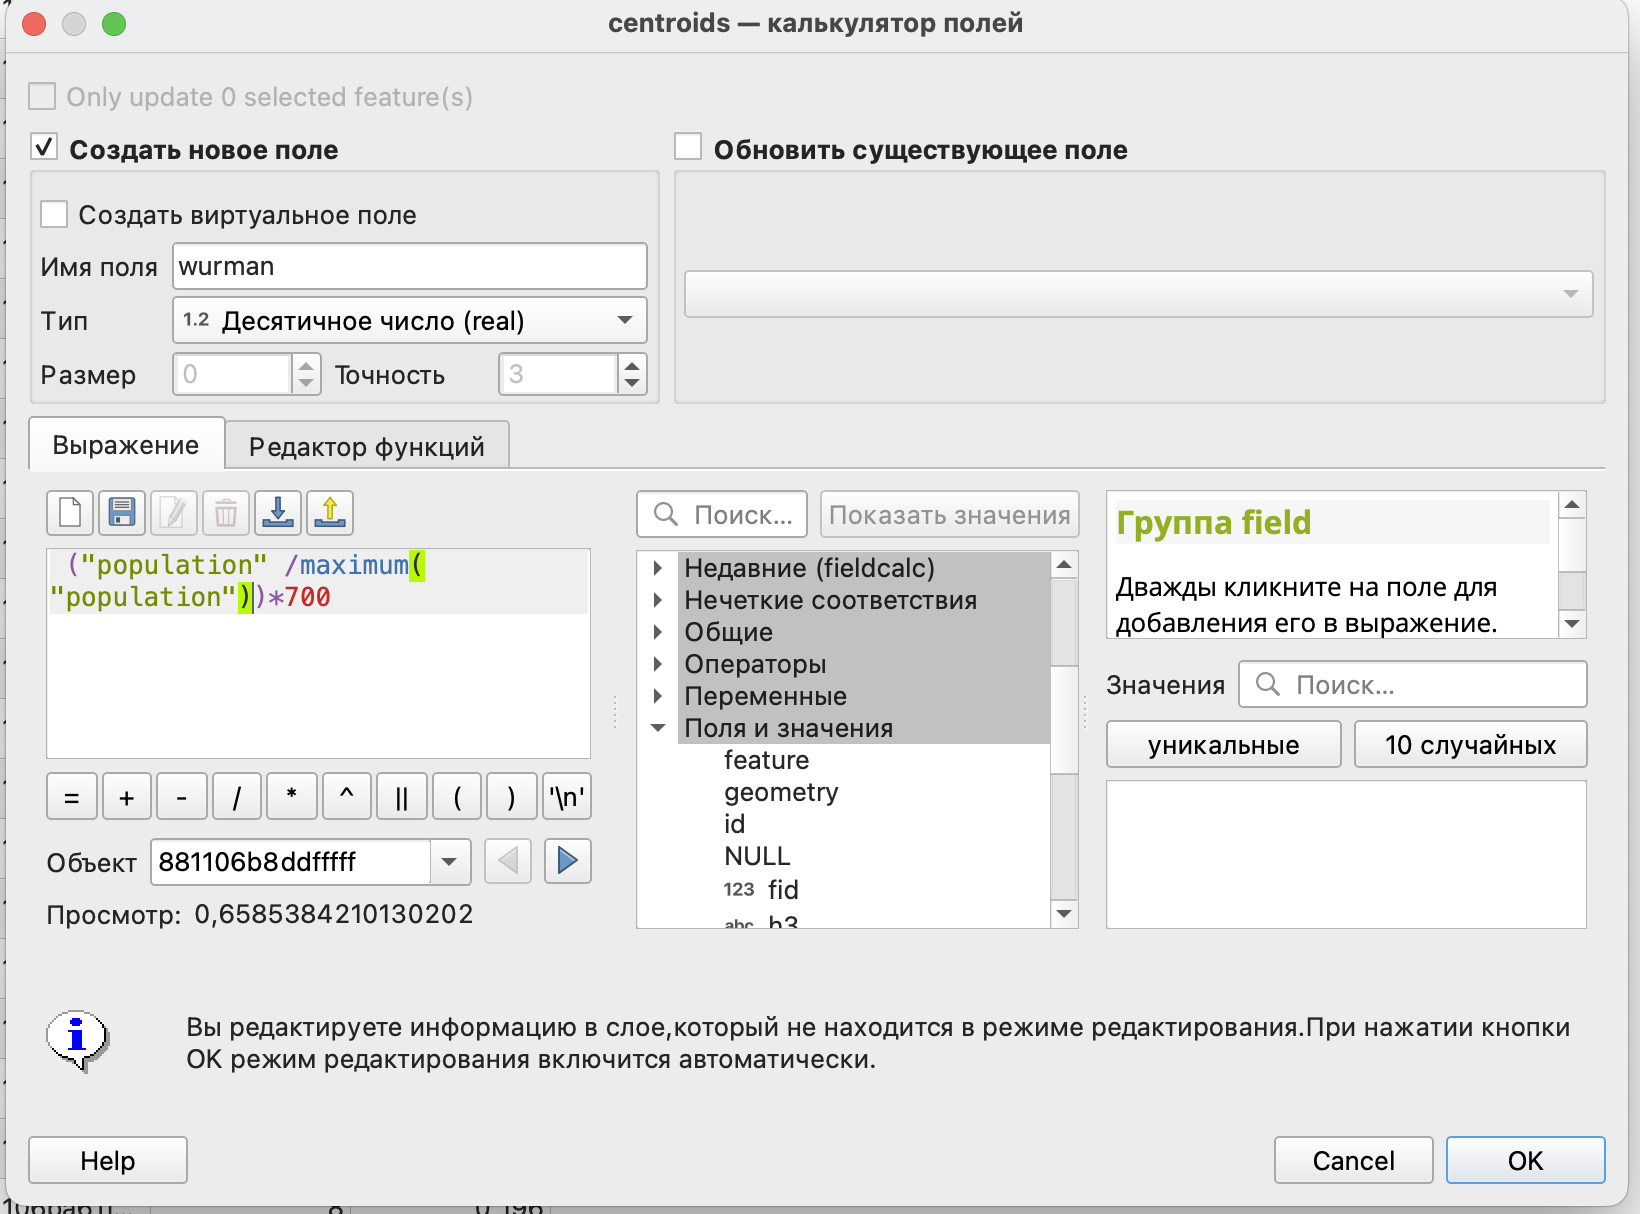 centroids — калькулятор полей
Only update 0 selected feature(s)
Создать новое поле
Обновить существующее поле
Создать виртуальное поле
Имя поля wurman
Тип 1.2 Десятичное число (real)
Размер 0 Точность 3
Выражение Редактор функций
Поиск... Показать значения
("population" /maximum(
"population"))*700
= + - / * ^ || ( ) '\n'
Объект 881106b8ddfffff
Просмотр: 0,6585384210130202
Недавние (fieldcalc)
Нечеткие соответствия
Общие
Операторы
Переменные
Поля и значения
feature
geometry
id
NULL
123 fid
abc h3
Группа field
Дважды кликните на поле для
добавления его в выражение.
Значения Поиск...
уникальные 10 случайных
Вы редактируете информацию в слое,который не находится в режиме редактирования.При нажатии кнопки
OK режим редактирования включится автоматически.
Help Cancel OK